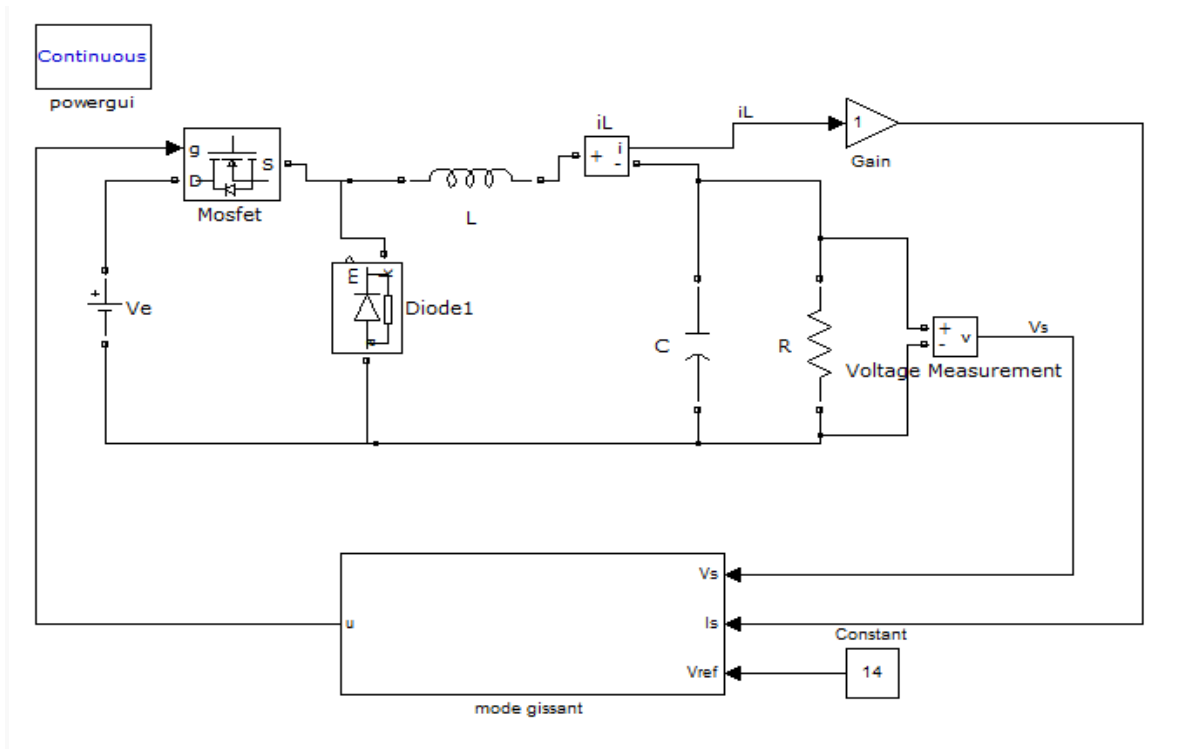 Continuous
powergui
g
D
S
Mosfet
iL
+
i
-
iL
1
Gain
L
+
Ve
m
Diode1
C
R
+
-
v
Vs
Voltage Measurement
Vs
Is
Vref
u
mode gissant
Constant
14